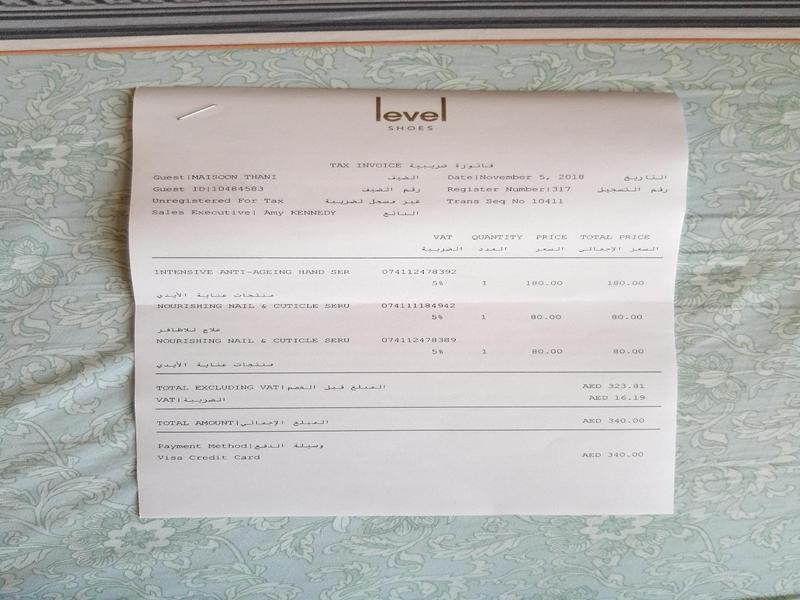 level
SHOES
TAX INVOICE فاتورة ضريبية
Guest|MAISOON THANI الضيف Date|November 5, 2018 التاريخ
Guest ID|10484583 رقم الضيف Register Number|317 رقم التسجيل
Unregistered For Tax غير مسجل لضريبة Trans Seq No 10411
Sales Executive| Amy KENNEDY البائع
VAT QUANTITY PRICE TOTAL PRICE
الضريبة العدد السعر السعر الإجمالي
INTENSIVE ANTI-AGEING HAND SER 074112478392
5% 1 180.00 180.00
منتجات عناية الأيدي
NOURISHING NAIL & CUTICLE SERU 074111184942
5% 1 80.00 80.00
علاج للاظافر
NOURISHING NAIL & CUTICLE SERU 074112478389
5% 1 80.00 80.00
منتجات عناية الأيدي
TOTAL EXCLUDING VAT|المبلغ قبل الخصم AED 323.81
VAT|الضريبة AED 16.19
TOTAL AMOUNT|المبلغ الإجمالي AED 340.00
Payment Method|وسيلة الدفع
Visa Credit Card AED 340.00